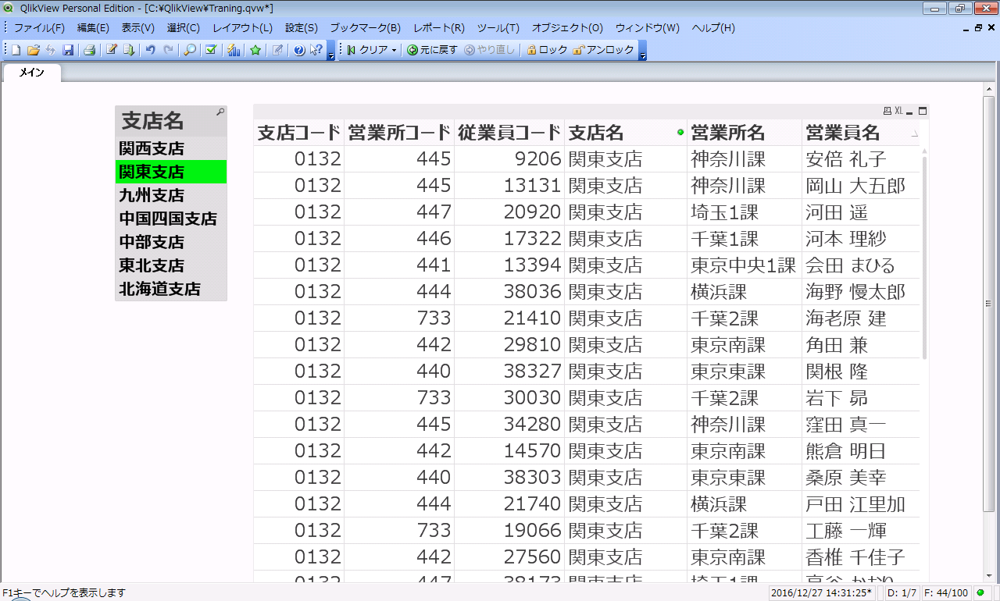 QlikView Personal Edition - [C:¥QlikView¥Traning.qvw*]
ファイル(F) 編集(E) 表示(V) 選択(C) レイアウト(L) 設定(S) ブックマーク(B) レポート(R) ツール(T) オブジェクト(O) ウィンドウ(W) ヘルプ(H)
クリア 元に戻す やり直し ロック アンロック
メイン
支店名
関西支店
関東支店
九州支店
中国四国支店
中部支店
東北支店
北海道支店
XL
支店コード 営業所コード 従業員コード 支店名 営業所名 営業員名
0132 445 9206 関東支店 神奈川課 安倍 礼子
0132 445 13131 関東支店 神奈川課 岡山 大五郎
0132 447 20920 関東支店 埼玉1課 河田 遥
0132 446 17322 関東支店 千葉1課 河本 理紗
0132 441 13394 関東支店 東京中央1課 会田 まひる
0132 444 38036 関東支店 横浜課 海野 慢太郎
0132 733 21410 関東支店 千葉2課 海老原 建
0132 442 29810 関東支店 東京南課 角田 兼
0132 440 38327 関東支店 東京東課 関根 隆
0132 733 30030 関東支店 千葉2課 岩下 昴
0132 445 34280 関東支店 神奈川課 窪田 真一
0132 442 14570 関東支店 東京南課 熊倉 明日
0132 440 38303 関東支店 東京東課 桑原 美幸
0132 444 21740 関東支店 横浜課 戸田 江里加
0132 733 19066 関東支店 千葉2課 工藤 一輝
0132 442 27560 関東支店 東京南課 香椎 千佳子
0132 447 38173 関東支店 埼玉1課
F1キーでヘルプを表示します
2016/12/27 14:31:25* D: 1/7 F: 44/100